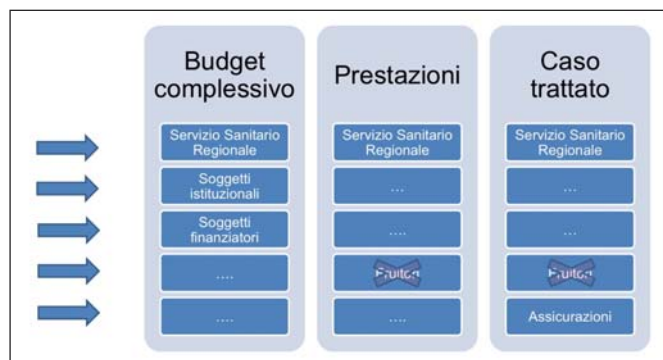 Budget
complessivo
Servizio Sanitario
Regionale
Soggetti
istituzionali
Soggetti
finanziatori
....
....
Prestazioni
Servizio Sanitario
Regionale
...
....
Fruitori
....
Caso
trattato
Servizio Sanitario
Regionale
...
...
Fruitori
Assicurazioni